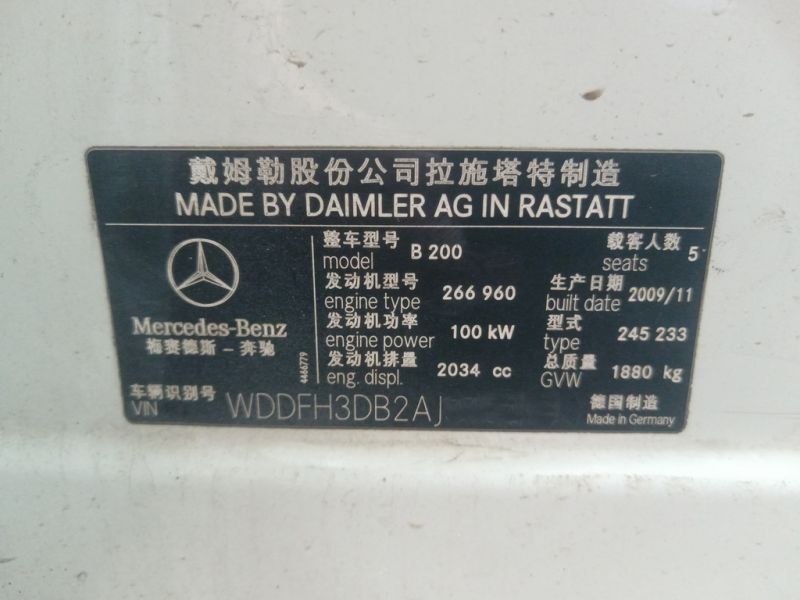 戴姆勒股份公司拉施塔特制造
MADE BY DAIMLER AG IN RASTATT
Mercedes-Benz
梅赛德斯－奔驰
4466779
整车型号
model B 200
载客人数
seats 5
发动机型号
engine type 266 960
生产日期
built date 2009/11
发动机功率
engine power 100 kW
型式
type 245 233
发动机排量
eng. displ. 2034 cc
总质量
GVW 1880 kg
车辆识别号
VIN WDDFH3DB2AJ
德国制造
Made in Germany